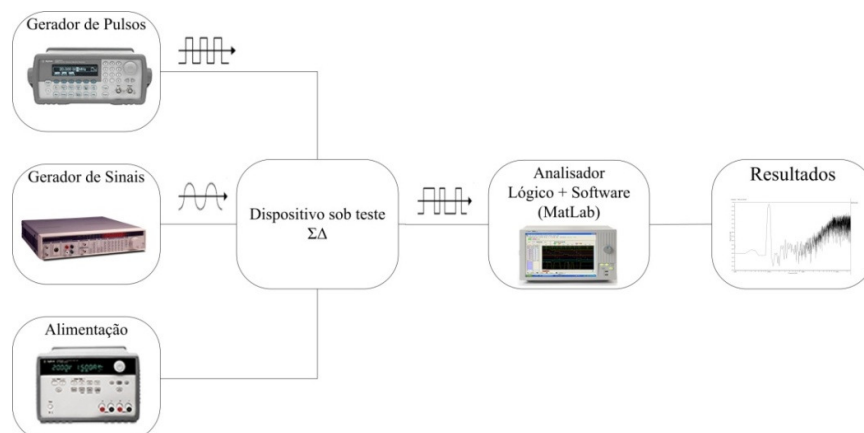 Gerador de Pulsos
Gerador de Sinais
Dispositivo sob teste
ΣΔ
Analisador
Lógico + Software
(MatLab)
Resultados
Alimentação